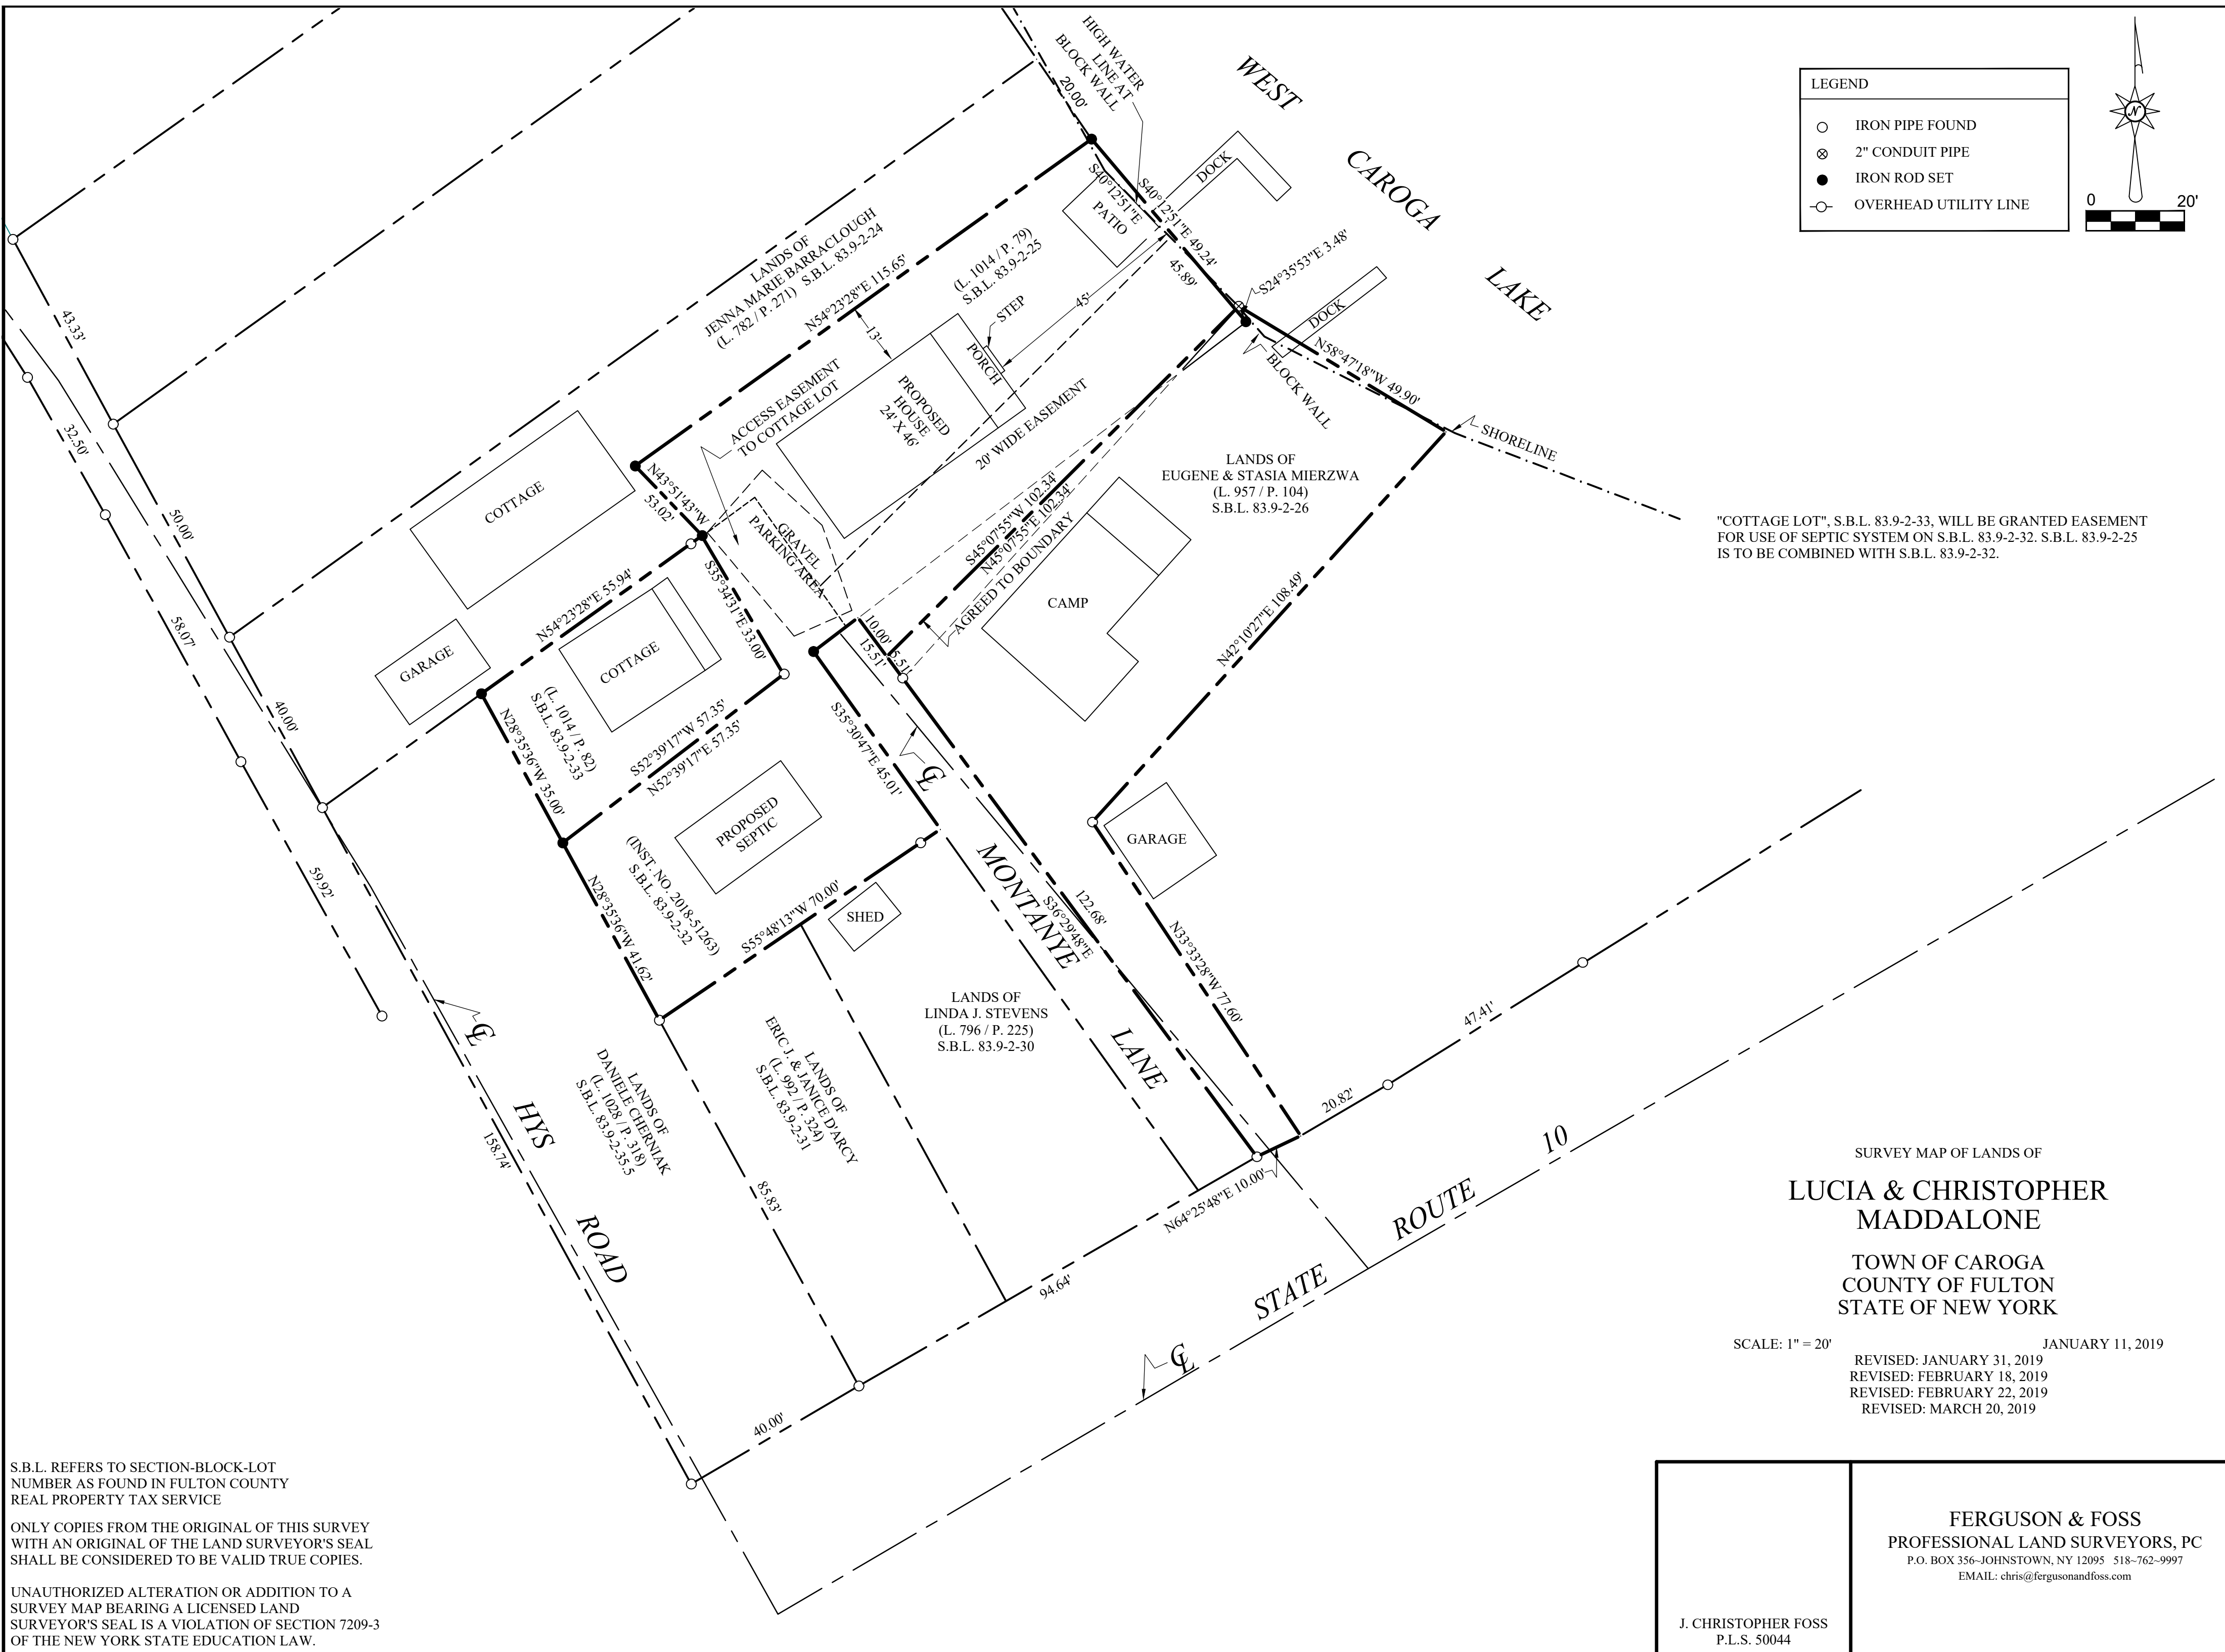 HIGH WATER
LINE AT
BLOCK WALL
20.00'
WEST
CAROGA
LAKE
LEGEND
IRON PIPE FOUND
2" CONDUIT PIPE
IRON ROD SET
OVERHEAD UTILITY LINE
N
0 20'
DOCK
S40°12'51"E
PATIO
S40°12'51"E 49.24'
45.89'
S24°35'53"E 3.48'
DOCK
N58°47'18"W 49.90'
BLOCK WALL
SHORELINE
LANDS OF
JENNA MARIE BARRACLOUGH
(L. 782 / P. 271) S.B.L. 83.9-2-24
N54°23'28"E 115.65'
(L. 1014 / P. 79)
S.B.L. 83.9-2-25
STEP
45'
13'
PORCH
PROPOSED
HOUSE
24' X 46'
ACCESS EASEMENT
TO COTTAGE LOT
20' WIDE EASEMENT
43.33'
32.50'
50.00'
58.07'
40.00'
59.92'
COTTAGE
N43°51'43"W
53.02'
GRAVEL
PARKING AREA
S45°07'55"W 102.34'
N45°07'55"E 102.34'
AGREED TO BOUNDARY
LANDS OF
EUGENE & STASIA MIERZWA
(L. 957 / P. 104)
S.B.L. 83.9-2-26
CAMP
"COTTAGE LOT", S.B.L. 83.9-2-33, WILL BE GRANTED EASEMENT
FOR USE OF SEPTIC SYSTEM ON S.B.L. 83.9-2-32. S.B.L. 83.9-2-25
IS TO BE COMBINED WITH S.B.L. 83.9-2-32.
N54°23'28"E 55.94'
S35°34'31"E 33.00'
GARAGE
COTTAGE
10.00'
15.51'
5.51'
N42°10'27"E 108.49'
(L. 1014 / P. 82)
S.B.L. 83.9-2-33
N28°35'36"W 35.00'
S52°39'17"W 57.35'
N52°39'17"E 57.35'
S35°30'47"E 45.01'
CL
PROPOSED
SEPTIC
GARAGE
(INST. NO. 2018-51263)
S.B.L. 83.9-2-32
N28°35'36"W 41.62'
S55°48'13"W 70.00'
SHED
MONTANYE
LANE
122.68'
S36°29'48"E
N33°33'28"W 77.60'
LANDS OF
LINDA J. STEVENS
(L. 796 / P. 225)
S.B.L. 83.9-2-30
LANDS OF
ERIC J. & JANICE D'ARCY
(L. 992 / P. 324)
S.B.L. 83.9-2-31
LANDS OF
DANIELE CHERNIAK
(L. 1028 / P. 318)
S.B.L. 83.9-2-35.5
CL
HYS
ROAD
158.74'
85.83'
47.41'
20.82'
N64°25'48"E 10.00'
94.64'
40.00'
CL
STATE
ROUTE
10
SURVEY MAP OF LANDS OF
LUCIA & CHRISTOPHER
MADDALONE
TOWN OF CAROGA
COUNTY OF FULTON
STATE OF NEW YORK
SCALE: 1" = 20' JANUARY 11, 2019
REVISED: JANUARY 31, 2019
REVISED: FEBRUARY 18, 2019
REVISED: FEBRUARY 22, 2019
REVISED: MARCH 20, 2019
S.B.L. REFERS TO SECTION-BLOCK-LOT
NUMBER AS FOUND IN FULTON COUNTY
REAL PROPERTY TAX SERVICE
ONLY COPIES FROM THE ORIGINAL OF THIS SURVEY
WITH AN ORIGINAL OF THE LAND SURVEYOR'S SEAL
SHALL BE CONSIDERED TO BE VALID TRUE COPIES.
UNAUTHORIZED ALTERATION OR ADDITION TO A
SURVEY MAP BEARING A LICENSED LAND
SURVEYOR'S SEAL IS A VIOLATION OF SECTION 7209-3
OF THE NEW YORK STATE EDUCATION LAW.
J. CHRISTOPHER FOSS
P.L.S. 50044
FERGUSON & FOSS
PROFESSIONAL LAND SURVEYORS, PC
P.O. BOX 356~JOHNSTOWN, NY 12095 518~762~9997
EMAIL: chris@fergusonandfoss.com